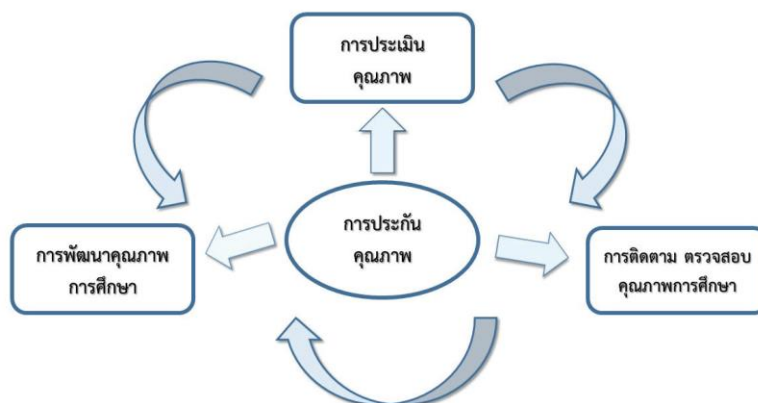 การประเมิน
คุณภาพ
การประกัน
คุณภาพ
การพัฒนาคุณภาพ
การศึกษา
การติดตาม ตรวจสอบ
คุณภาพการศึกษา